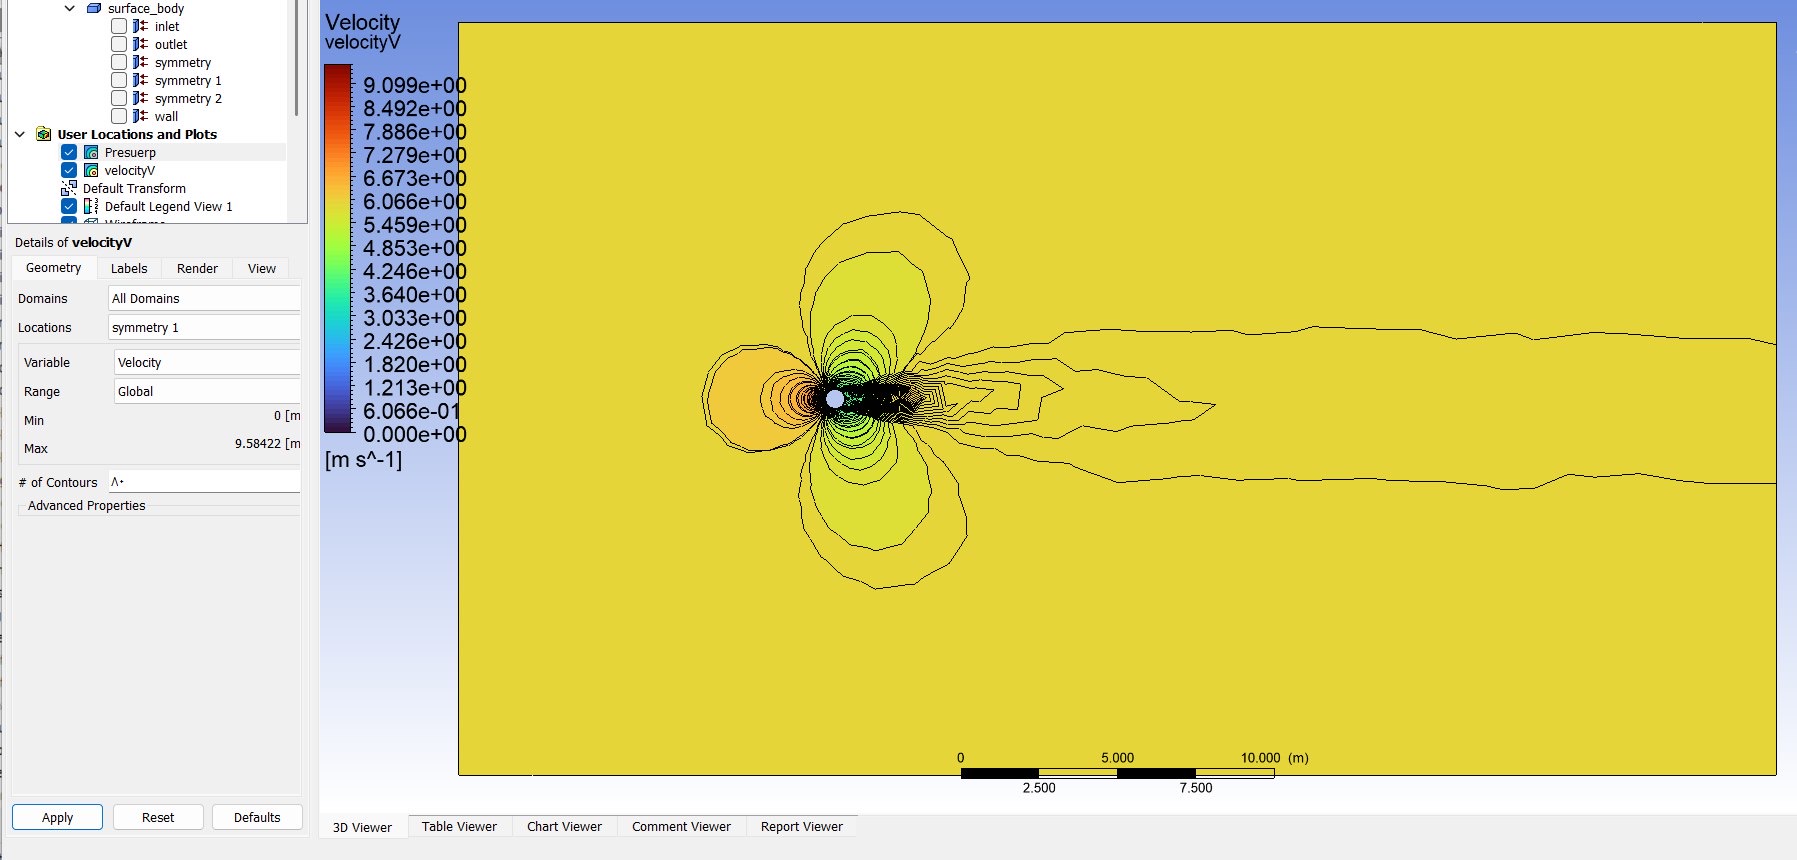 surface_body
inlet
outlet
symmetry
symmetry 1
symmetry 2
wall
User Locations and Plots
Presuerp
velocityV
Default Transform
Default Legend View 1
Details of velocityV
Geometry Labels Render View
Domains All Domains
Locations symmetry 1
Variable Velocity
Range Global
Min 0 [m
Max 9.58422 [m
# of Contours ۸۰
Advanced Properties
Apply Reset Defaults
Velocity
velocityV
9.099e+00
8.492e+00
7.886e+00
7.279e+00
6.673e+00
6.066e+00
5.459e+00
4.853e+00
4.246e+00
3.640e+00
3.033e+00
2.426e+00
1.820e+00
1.213e+00
6.066e-01
0.000e+00
[m s^-1]
0 5.000 10.000 (m)
2.500 7.500
3D Viewer Table Viewer Chart Viewer Comment Viewer Report Viewer